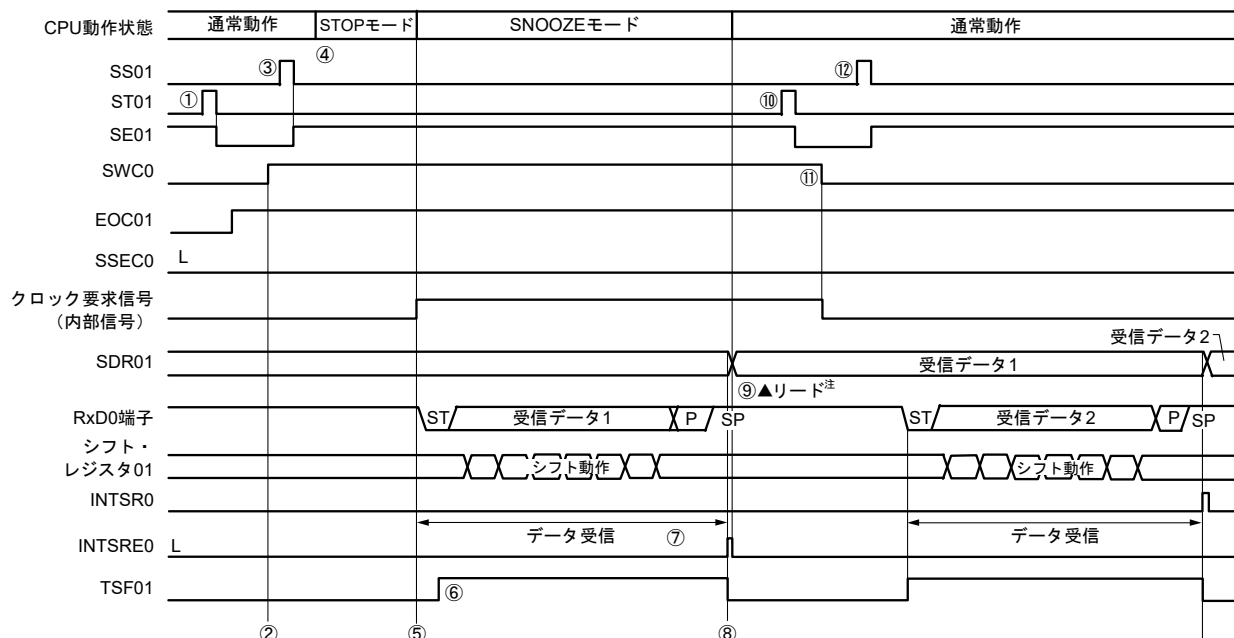 CPU動作状態 通常動作 STOPモード SNOOZEモード 通常動作
④
SS01 ③ ⑫
ST01 ① ⑩
SE01
SWC0 ⑪
EOC01
SSEC0 L
クロック要求信号
（内部信号）
受信データ2
SDR01 受信データ1
⑨▲リード注
RxD0端子 ST 受信データ1 P SP ST 受信データ2 P SP
シフト・
レジスタ01 シフト動作 シフト動作
INTSR0
データ受信 ⑦ データ受信
INTSRE0 L
TSF01 ⑥
② ⑤ ⑧